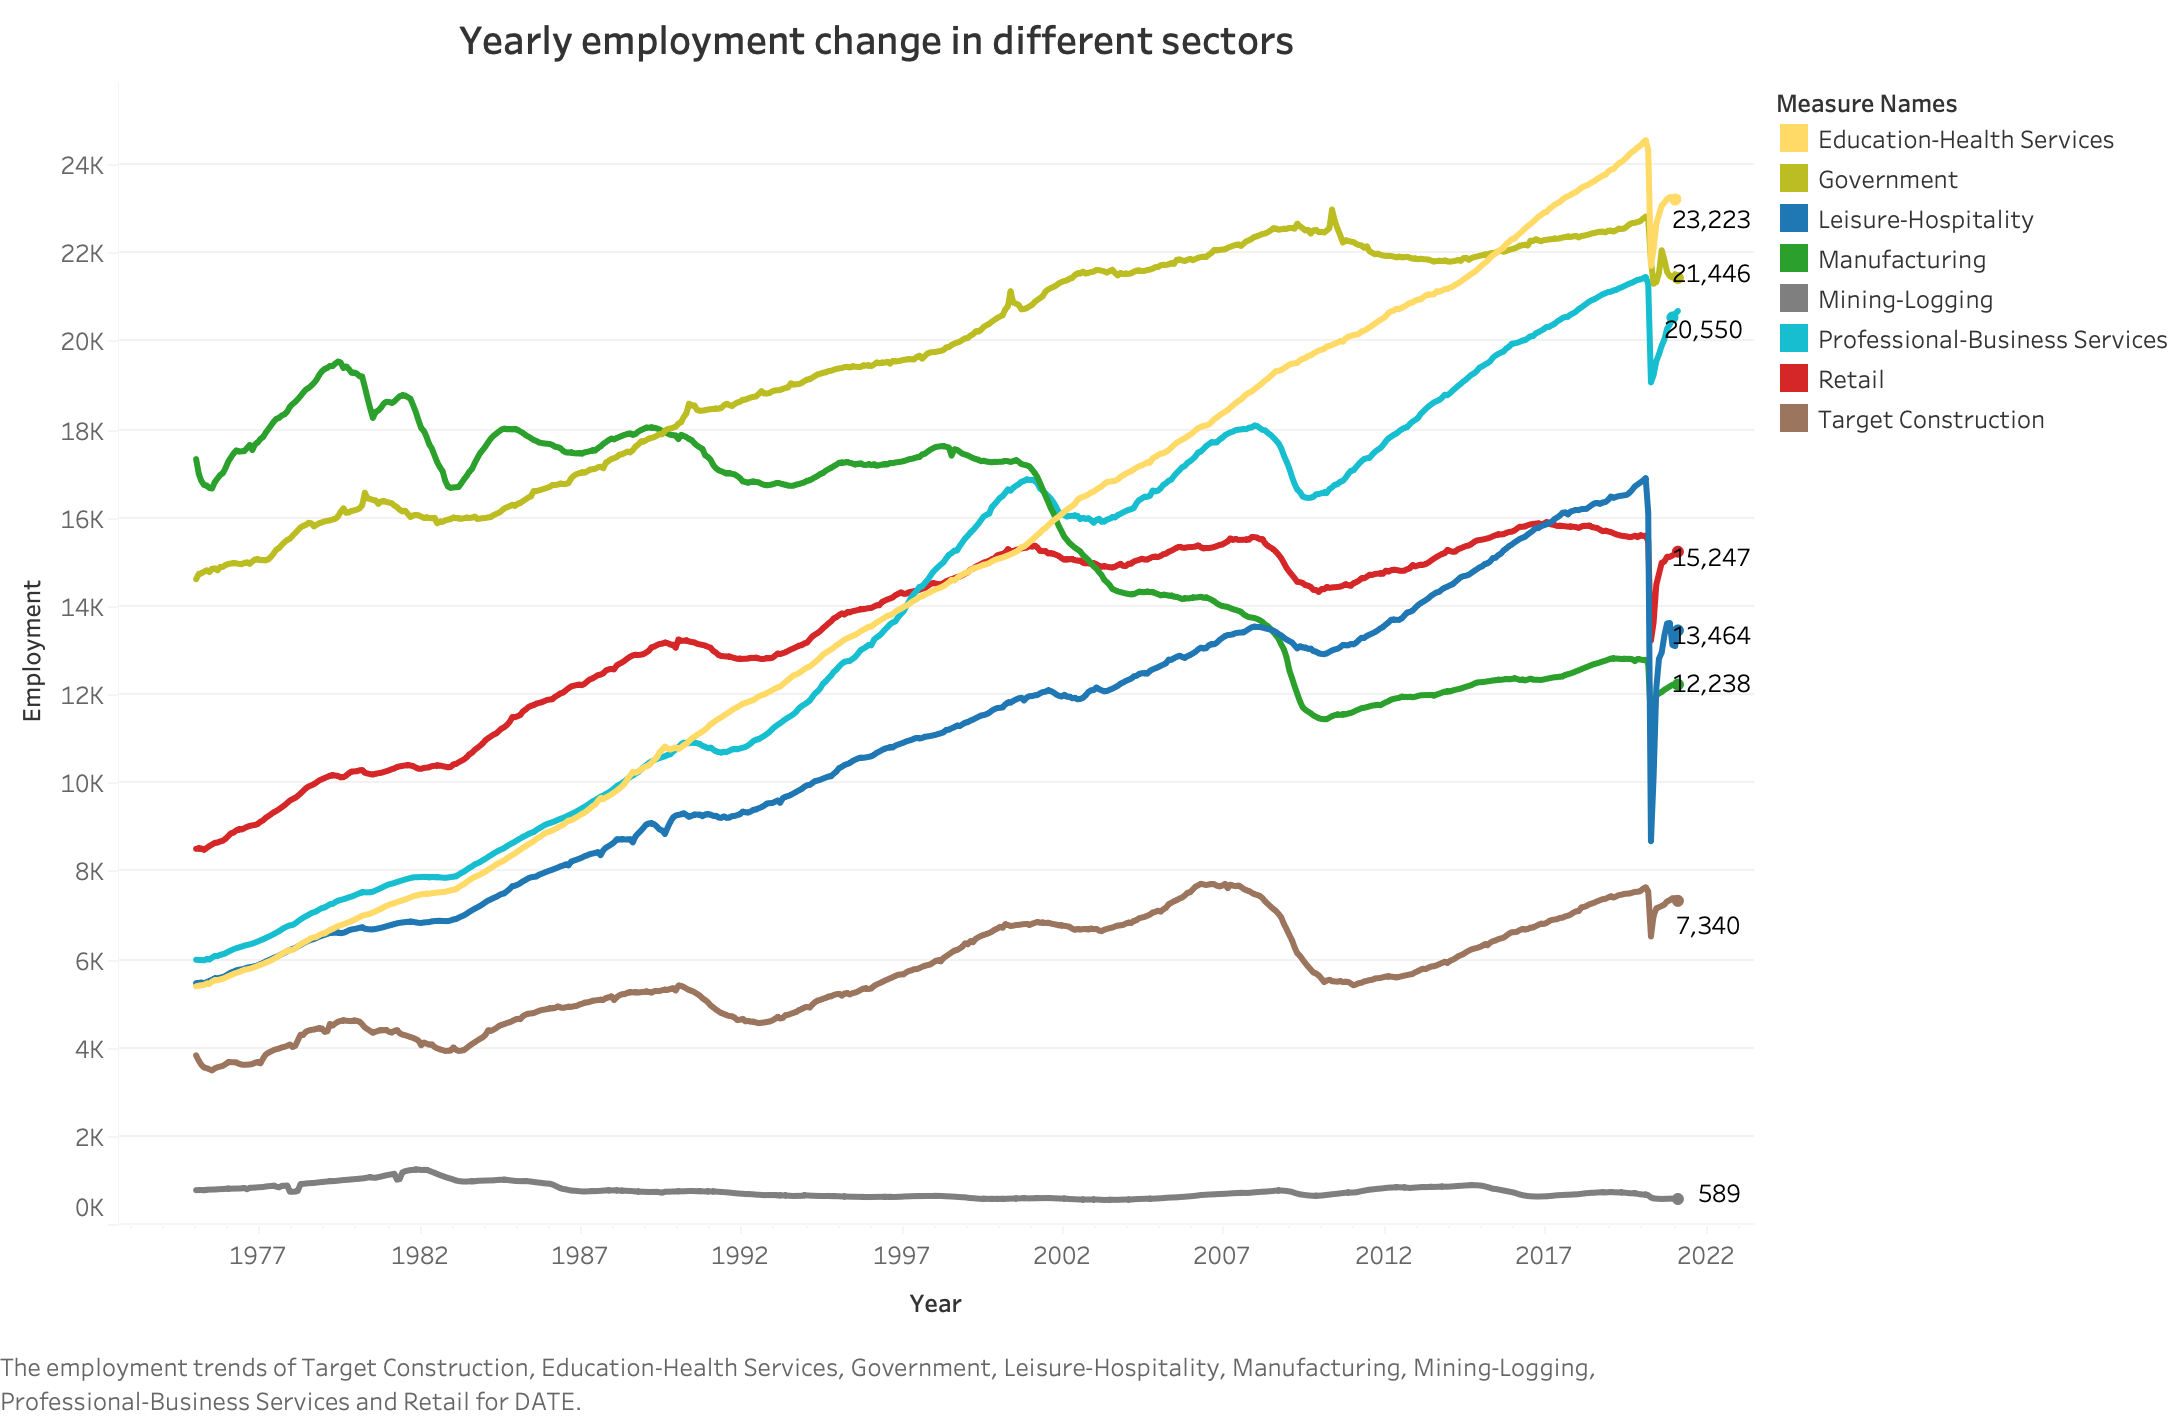 Yearly employment change in different sectors
Measure Names
Education-Health Services
Government
Leisure-Hospitality
Manufacturing
Mining-Logging
Professional-Business Services
Retail
Target Construction
24K
22K
20K
18K
16K
14K
12K
10K
8K
6K
4K
2K
0K
Employment
23,223
21,446
20,550
15,247
13,464
12,238
7,340
589
1977
1982
1987
1992
1997
2002
2007
2012
2017
2022
Year
The employment trends of Target Construction, Education-Health Services, Government, Leisure-Hospitality, Manufacturing, Mining-Logging,
Professional-Business Services and Retail for DATE.